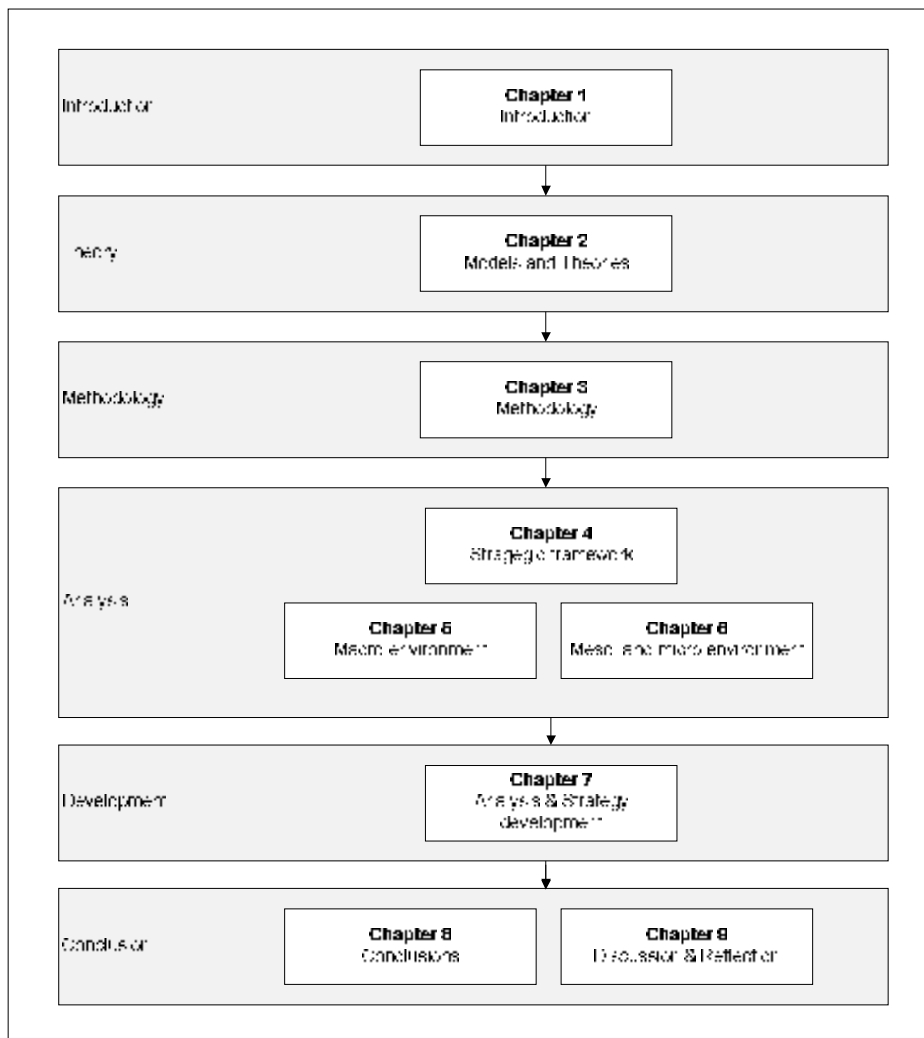 Introduction
Chapter 1
Introduction
Theory
Chapter 2
Models and Theories
Methodology
Chapter 3
Methodology
Chapter 4
Strategic framework
Analysis
Chapter 5
Macro environment
Chapter 6
Meso and micro environment
Development
Chapter 7
Analysis & Strategy
development
Conclusion
Chapter 8
Conclusions
Chapter 9
Discussion & Reflection